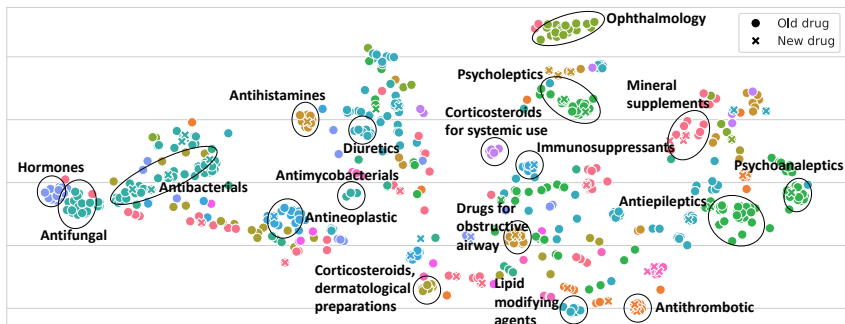 Ophthalmology
Old drug
New drug
Psycholeptics
Mineral
supplements
Antihistamines
Corticosteroids
for systemic use
Diuretics
Immunosuppressants
Hormones
Psychoanaleptics
Antimycobacterials
Antibacterials
Antiepileptics
Antineoplastic
Drugs for
obstructive
airway
Antifungal
Corticosteroids,
dermatological
preparations
Lipid
modifying
agents
Antithrombotic